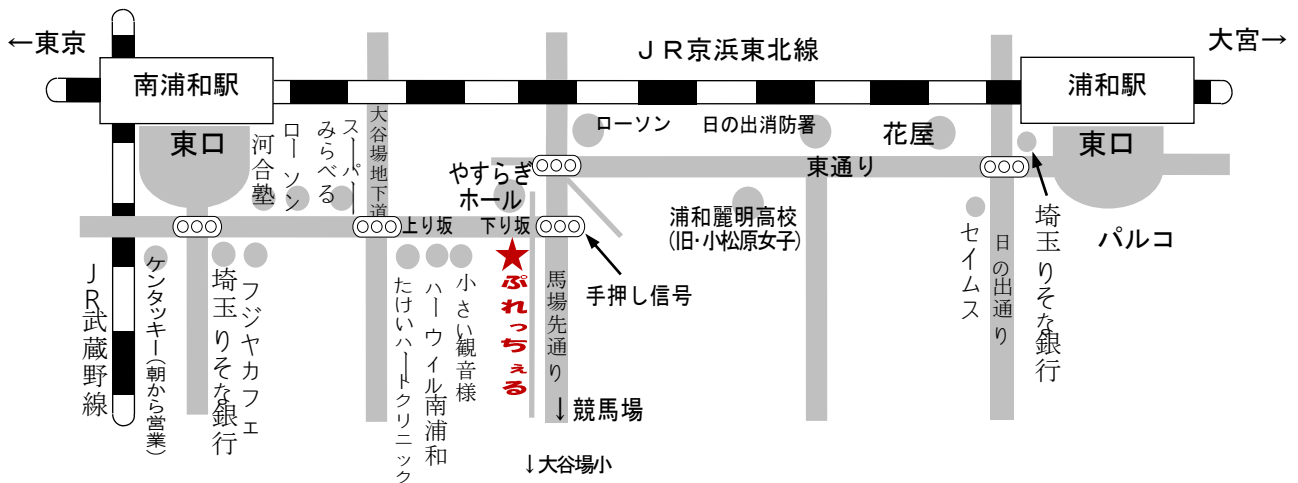 ←東京
JR京浜東北線
大宮→
南浦和駅
浦和駅
東口
河合塾
ローソン
みらべる
スーパー
大谷場地下道
ローソン
日の出消防署
花屋
東口
やすらぎ
ホール
東通り
上り坂
下り坂
浦和麗明高校
(旧・小松原女子)
パルコ
JR武蔵野線
ケンタッキー(朝から営業)
埼玉りそな銀行
フジヤカフェ
たけいハートクリニック
ハーウィル南浦和
小さい観音様
★
ぷれっちぇる
馬場先通り
手押し信号
セイムス
日の出通り
埼玉りそな銀行
↓競馬場
↓大谷場小